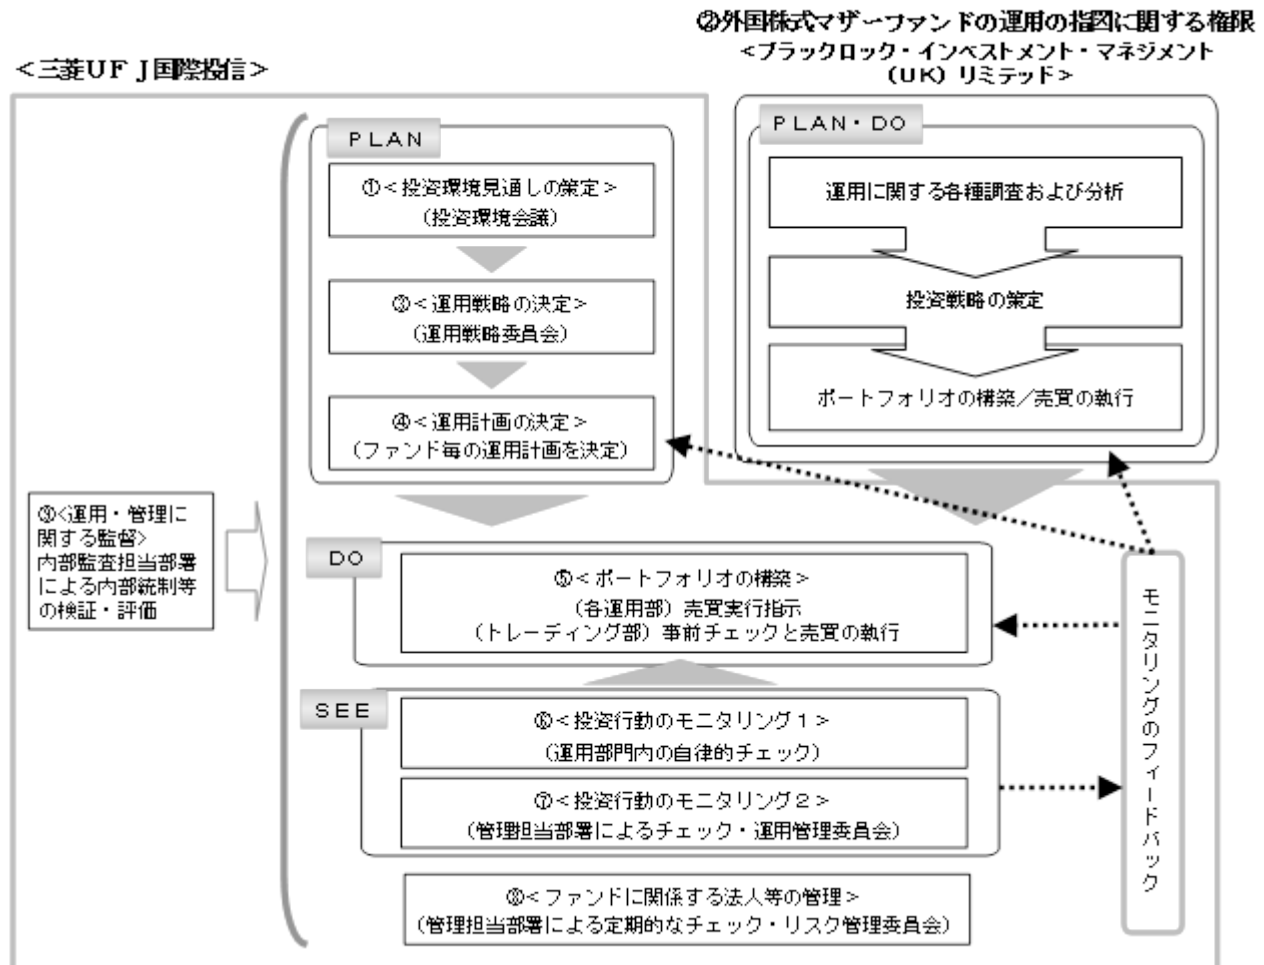 ②外国株式マザーファンドの運用の指図に関する権限
<ブラックロック・インベストメント・マネジメント
(UK)リミテッド>
<三菱UFJ国際投信>
PLAN
①<投資環境見通しの策定>
(投資環境会議)
③<運用戦略の決定>
(運用戦略委員会)
④<運用計画の決定>
(ファンド毎の運用計画を決定)
PLAN・DO
運用に関する各種調査および分析
投資戦略の策定
ポートフォリオの構築/売買の執行
⑨<運用・管理に
関する監督>
内部監査担当部署
による内部統制等
の検証・評価
DO
⑤<ポートフォリオの構築>
(各運用部)売買実行指示
(トレーディング部)事前チェックと売買の執行
SEE
⑥<投資行動のモニタリング1>
(運用部門内の自律的チェック)
⑦<投資行動のモニタリング2>
(管理担当部署によるチェック・運用管理委員会)
⑧<ファンドに関係する法人等の管理>
(管理担当部署による定期的なチェック・リスク管理委員会)
モニタリングのフィードバック